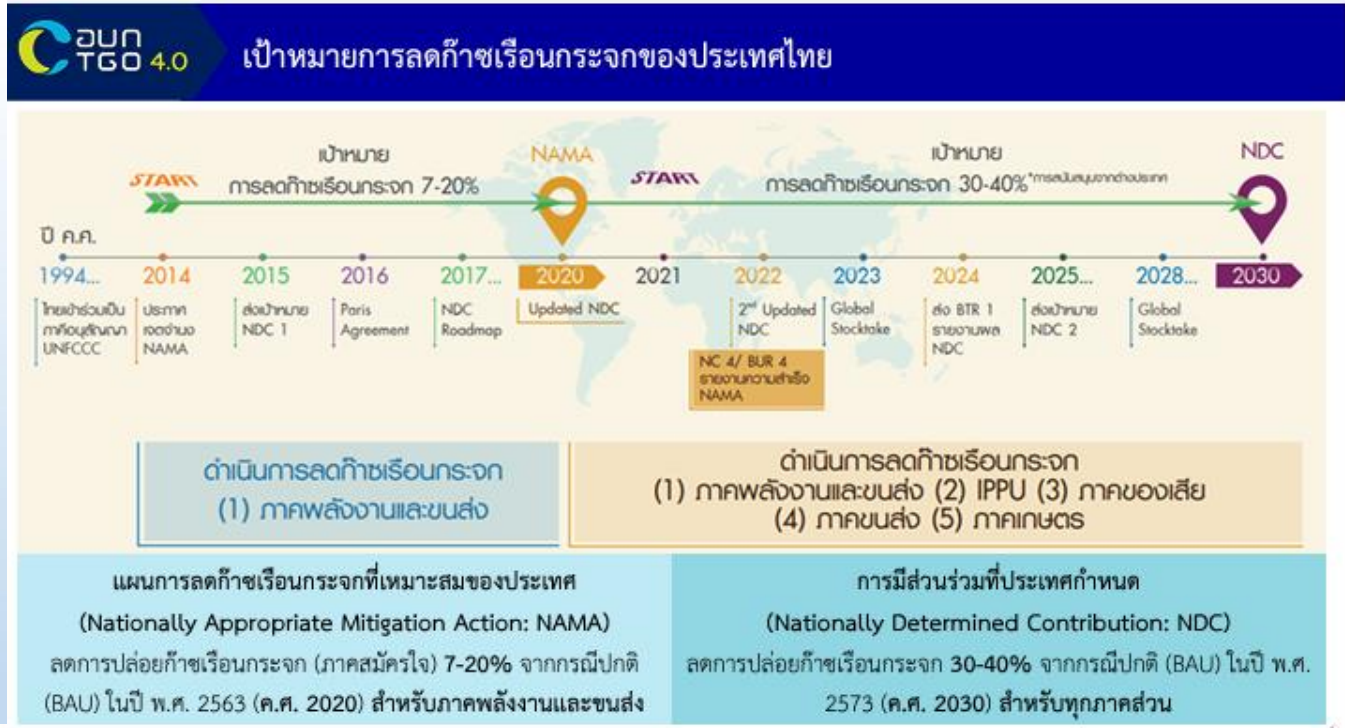 อบก
TGO 4.0
เป้าหมายการลดก๊าซเรือนกระจกของประเทศไทย
START
เป้าหมาย
การลดก๊าซเรือนกระจก 7-20%
NAMA
START
เป้าหมาย
การลดก๊าซเรือนกระจก 30-40% *การสนับสนุนจากต่างประเทศ
NDC
ปี ค.ศ.
1994... 2014 2015 2016 2017... 2020 2021 2022 2023 2024 2025... 2028... 2030
ไทยเข้าร่วมเป็น
ภาคีอนุสัญญา
UNFCCC
ประกาศ
เจตจำนง
NAMA
ส่งเป้าหมาย
NDC 1
Paris
Agreement
NDC
Roadmap
Updated NDC
2nd Updated
NDC
NC 4/ BUR 4
รายงานความสำเร็จ
NAMA
Global
Stocktake
ส่ง BTR 1
รายงานผล
NDC
ส่งเป้าหมาย
NDC 2
Global
Stocktake
ดำเนินการลดก๊าซเรือนกระจก
(1) ภาคพลังงานและขนส่ง
ดำเนินการลดก๊าซเรือนกระจก
(1) ภาคพลังงานและขนส่ง (2) IPPU (3) ภาคของเสีย
(4) ภาคขนส่ง (5) ภาคเกษตร
แผนการลดก๊าซเรือนกระจกที่เหมาะสมของประเทศ
(Nationally Appropriate Mitigation Action: NAMA)
ลดการปล่อยก๊าซเรือนกระจก (ภาคสมัครใจ) 7-20% จากกรณีปกติ
(BAU) ในปี พ.ศ. 2563 (ค.ศ. 2020) สำหรับภาคพลังงานและขนส่ง
การมีส่วนร่วมที่ประเทศกำหนด
(Nationally Determined Contribution: NDC)
ลดการปล่อยก๊าซเรือนกระจก 30-40% จากกรณีปกติ (BAU) ในปี พ.ศ.
2573 (ค.ศ. 2030) สำหรับทุกภาคส่วน